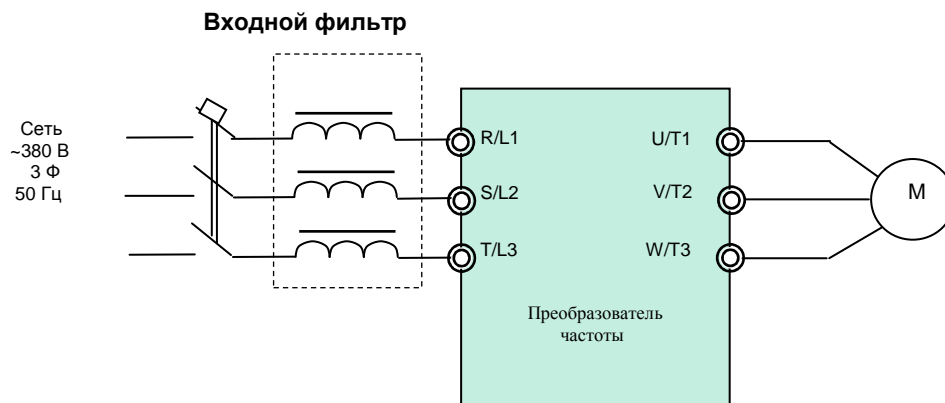 Входной фильтр
Сеть
~380 В
3 Ф
50 Гц
R/L1
U/T1
S/L2
V/T2
T/L3
W/T3
М
Преобразователь
частоты